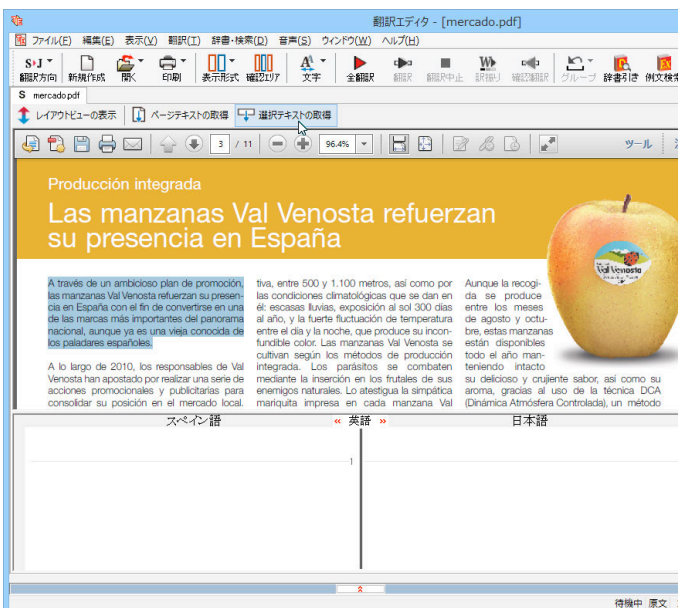 翻訳エディタ - [mercado.pdf]
ファイル(F) 編集(E) 表示(V) 翻訳(T) 辞書・検索(D) 音声(S) ウィンドウ(W) ヘルプ(H)
S›J
翻訳方向 新規作成 開く 印刷 表示形式 確認エリア 文字 全翻訳 翻訳 翻訳中止 訳振り 確認翻訳 グループ 辞書引き 例文検索
S mercado.pdf
レイアウトビューの表示 ページテキストの取得 選択テキストの取得
3 / 11 96.4% ツール
Producción integrada
Las manzanas Val Venosta refuerzan
su presencia en España
Val Venosta
A través de un ambicioso plan de promoción,
las manzanas Val Venosta refuerzan su presen-
cia en España con el fin de convertirse en una
de las marcas más importantes del panorama
nacional, aunque ya es una vieja conocida de
los paladares españoles.
A lo largo de 2010, los responsables de Val
Venosta han apostado por realizar una serie de
acciones promocionales y publicitarias para
consolidar su posición en el mercado local.
tiva, entre 500 y 1.100 metros, así como por
las condiciones climatológicas que se dan en
él: escasas lluvias, exposición al sol 300 días
al año, y la fuerte fluctuación de temperatura
entre el día y la noche, que produce su incon-
fundible color. Las manzanas Val Venosta se
cultivan según los métodos de producción
integrada. Los parásitos se combaten
mediante la inserción en los frutales de sus
enemigos naturales. Lo atestigua la simpática
mariquita impresa en cada manzana Val
Aunque la recogi-
da se produce
entre los meses
de agosto y octu-
bre, estas manzanas
están disponibles
todo el año man-
teniendo intacto
su delicioso y crujiente sabor, así como su
aroma, gracias al uso de la técnica DCA
(Dinámica Atmósfera Controlada), un método
スペイン語 « 英語 » 日本語
1
待機中 原文